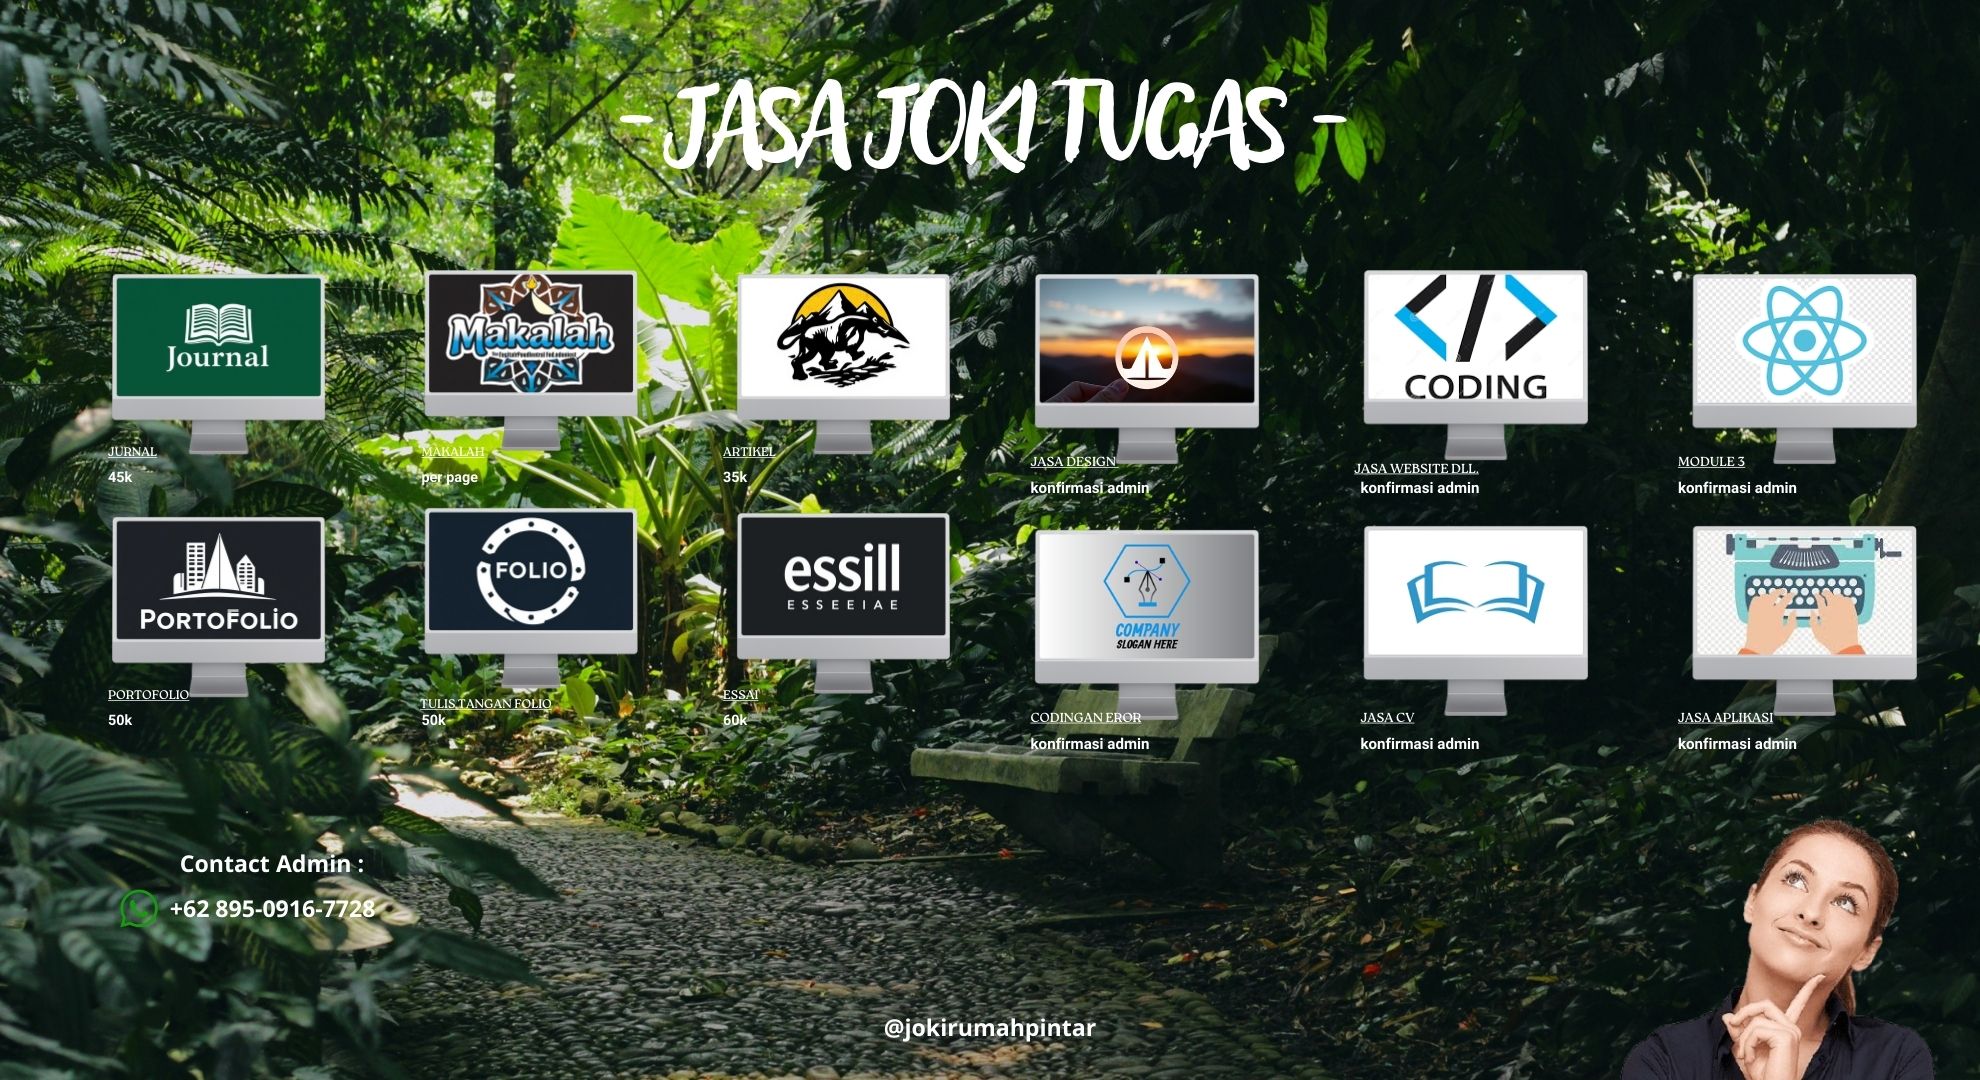 - JASA JOKI TUGAS -
Journal
Makalah
CODING
JURNAL
45k
MAKALAH
per page
ARTIKEL
35k
JASA DESIGN
konfirmasi admin
JASA WEBSITE DLL.
konfirmasi admin
MODULE 3
konfirmasi admin
PORTOFOLIO
FOLIO
essill
ESSEEIAE
COMPANY
SLOGAN HERE
PORTOFOLIO
50k
TULIS TANGAN FOLIO
50k
ESSAI
60k
CODINGAN EROR
konfirmasi admin
JASA CV
konfirmasi admin
JASA APLIKASI
konfirmasi admin
Contact Admin :
+62 895-0916-7728
@jokirumahpintar